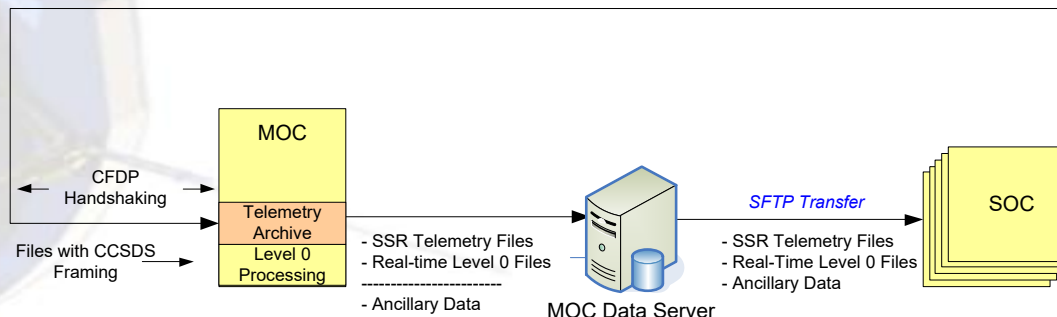 MOC
CFDP
Handshaking
Telemetry
Archive
Files with CCSDS
Framing
Level 0
Processing
- SSR Telemetry Files
- Real-time Level 0 Files
------------------------
- Ancillary Data
MOC Data Server
SFTP Transfer
- SSR Telemetry Files
- Real-Time Level 0 Files
- Ancillary Data
SOC